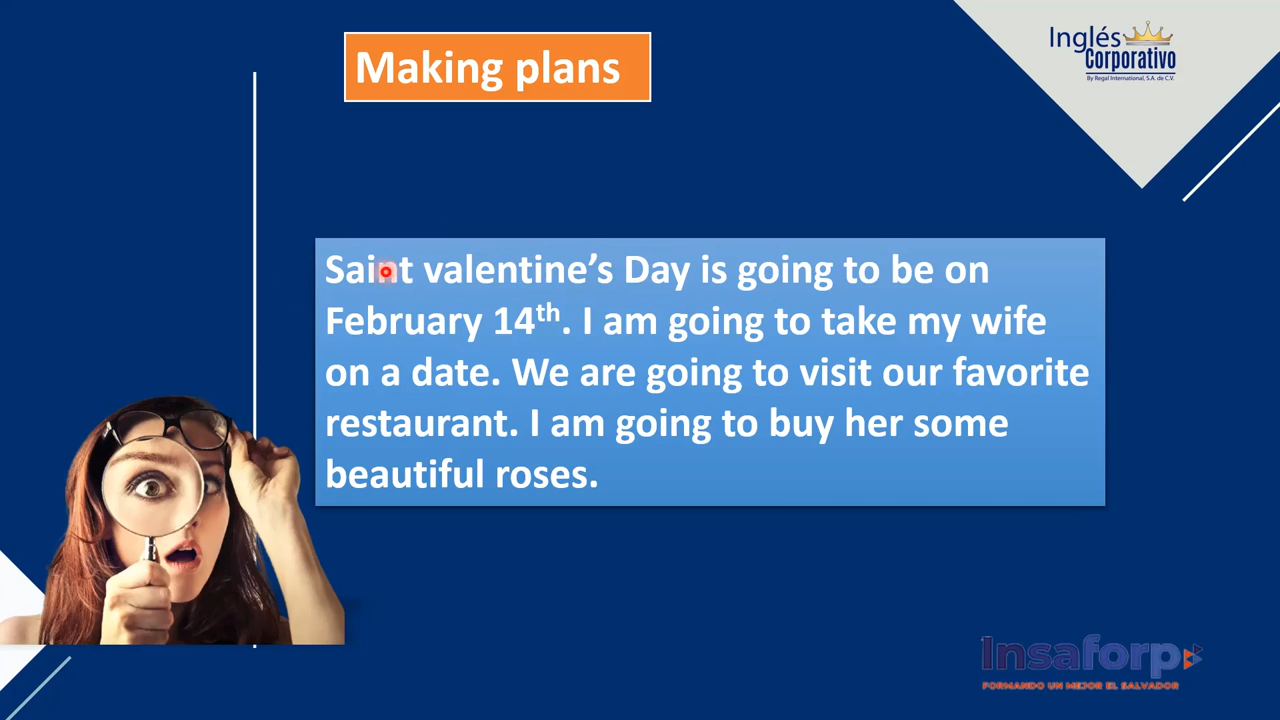 Making plans
Inglés
Corporativo
By Regal International, S.A. de C.V.
Saint valentine’s Day is going to be on
February 14th. I am going to take my wife
on a date. We are going to visit our favorite
restaurant. I am going to buy her some
beautiful roses.
Insaforp
FORMANDO UN MEJOR EL SALVADOR